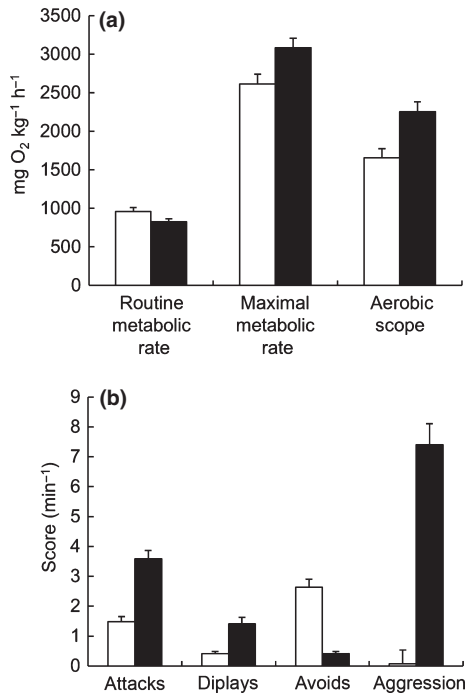 (a)
3500
3000
2500
2000
1500
1000
500
0
mg O₂ kg⁻¹ h⁻¹
Routine metabolic rate
Maximal metabolic rate
Aerobic scope
(b)
9
8
7
6
5
4
3
2
1
0
Score (min⁻¹)
Attacks
Diplays
Avoids
Aggression